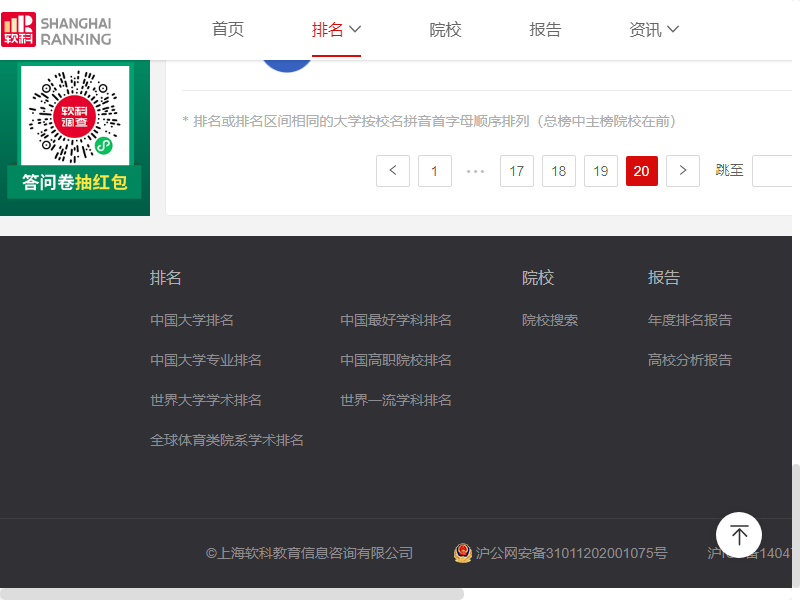 软科
SHANGHAI
RANKING
首页
排名
院校
报告
资讯
软科
调查
答问卷抽红包
* 排名或排名区间相同的大学按校名拼音首字母顺序排列（总榜中主榜院校在前）
< 1 ••• 17 18 19 20 > 跳至
排名
院校
报告
中国大学排名
中国最好学科排名
院校搜索
年度排名报告
中国大学专业排名
中国高职院校排名
高校分析报告
世界大学学术排名
世界一流学科排名
全球体育类院系学术排名
©上海软科教育信息咨询有限公司
沪公网安备31011202001075号